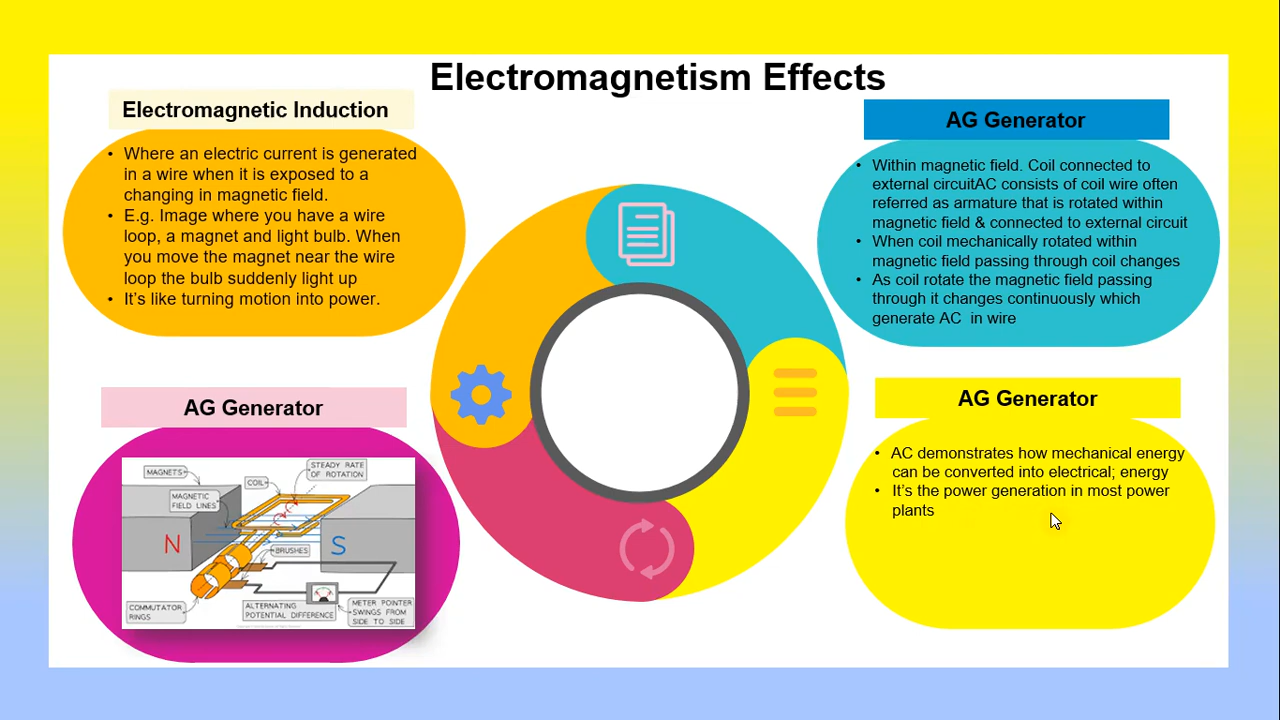 Electromagnetism Effects
Electromagnetic Induction
• Where an electric current is generated
in a wire when it is exposed to a
changing in magnetic field.
• E.g. Image where you have a wire
loop, a magnet and light bulb. When
you move the magnet near the wire
loop the bulb suddenly light up
• It's like turning motion into power.
AG Generator
• Within magnetic field. Coil connected to
external circuitAC consists of coil wire often
referred as armature that is rotated within
magnetic field & connected to external circuit
• When coil mechanically rotated within
magnetic field passing through coil changes
• As coil rotate the magnetic field passing
through it changes continuously which
generate AC in wire
AG Generator
MAGNETS
COIL
STEADY RATE
OF ROTATION
MAGNETIC
FIELD LINES
N
S
BRUSHES
COMMUTATOR
RINGS
ALTERNATING
POTENTIAL DIFFERENCE
METER POINTER
SWINGS FROM
SIDE TO SIDE
AG Generator
• AC demonstrates how mechanical energy
can be converted into electrical; energy
• It's the power generation in most power
plants